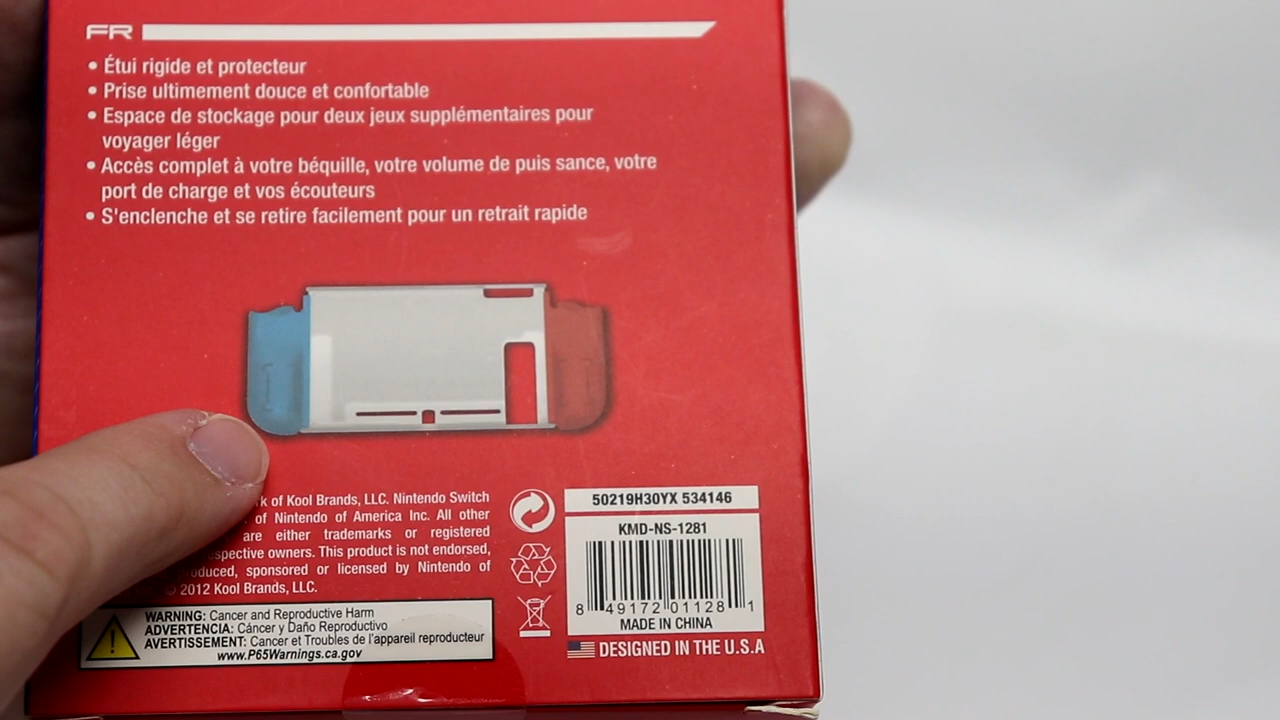 FR
• Étui rigide et protecteur
• Prise ultimement douce et confortable
• Espace de stockage pour deux jeux supplémentaires pour
voyager léger
• Accès complet à votre béquille, votre volume de puis sance, votre
port de charge et vos écouteurs
• S'enclenche et se retire facilement pour un retrait rapide
of Kool Brands, LLC. Nintendo Switch
of Nintendo of America Inc. All other
are either trademarks or registered
owners. This product is not endorsed,
sponsored or licensed by Nintendo of
© 2012 Kool Brands, LLC.
WARNING: Cancer and Reproductive Harm
ADVERTENCIA: Cáncer y Daño Reproductivo
AVERTISSEMENT: Cancer et Troubles de l'appareil reproducteur
www.P65Warnings.ca.gov
50219H30YX 534146
KMD-NS-1281
8 49172 01128 1
MADE IN CHINA
DESIGNED IN THE U.S.A